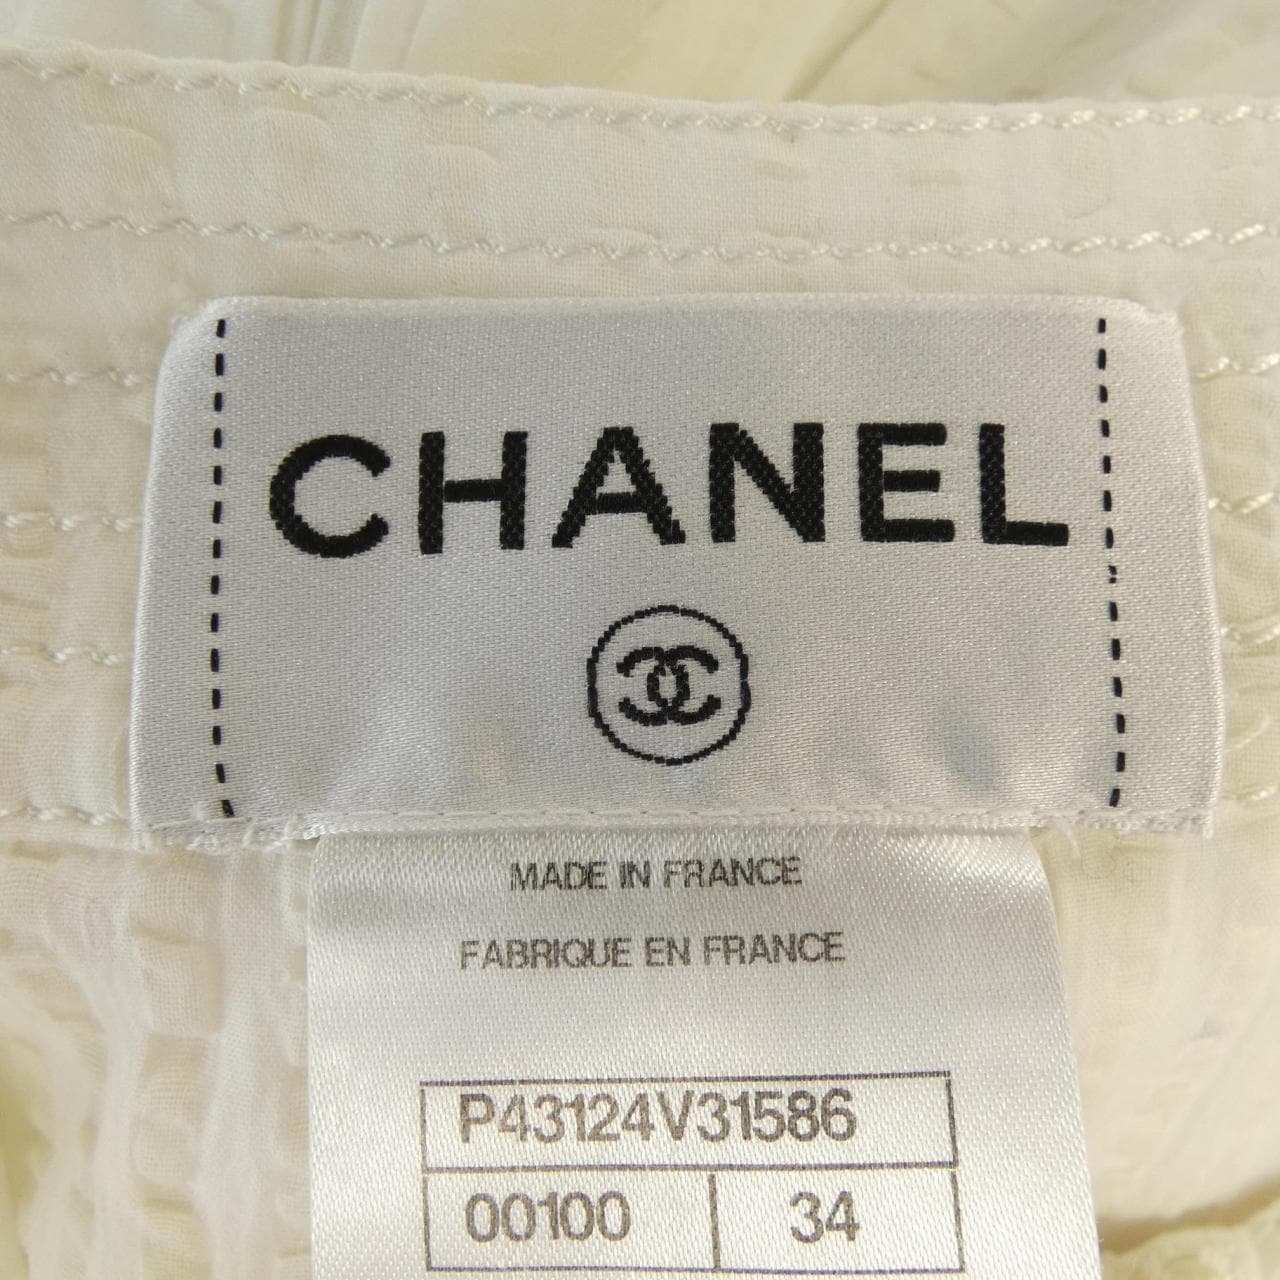 CHANEL
MADE IN FRANCE
FABRIQUE EN FRANCE
P43124V31586
00100 34